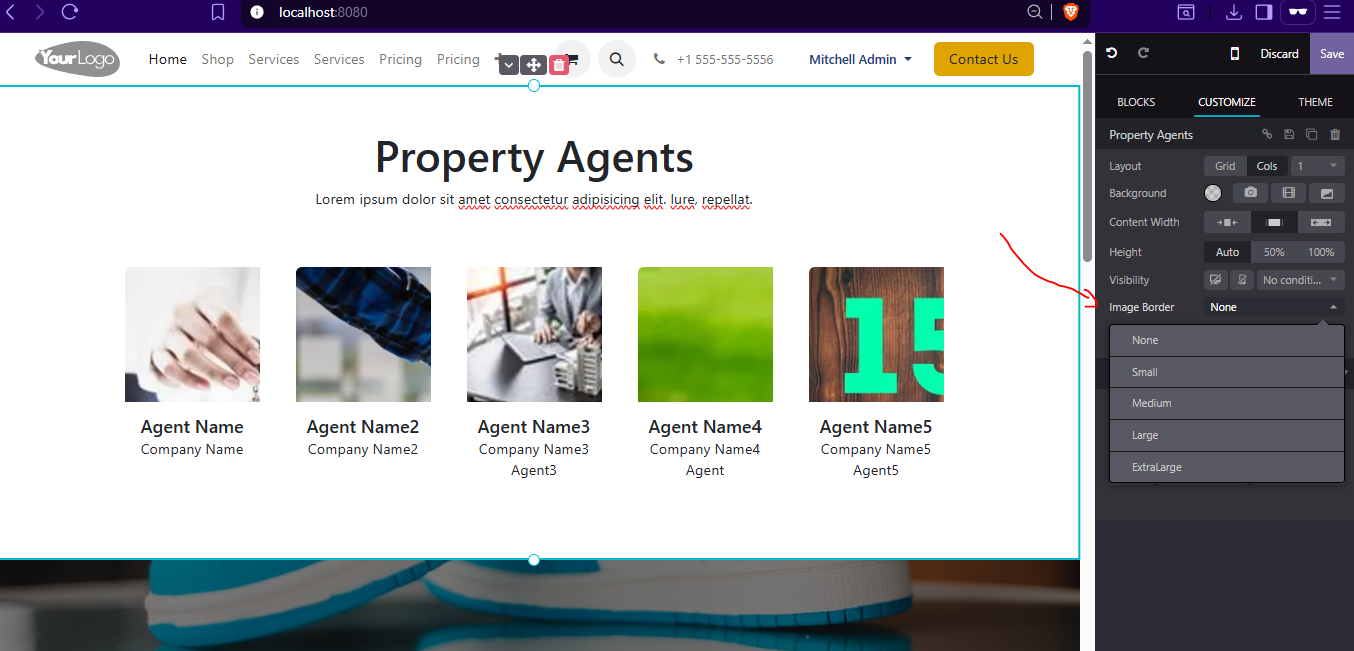 localhost:8080
YourLogo Home Shop Services Services Pricing Pricing +1 555-555-5556 Mitchell Admin Contact Us
Discard Save
BLOCKS CUSTOMIZE THEME
Property Agents
Lorem ipsum dolor sit amet consectetur adipisicing elit. Iure, repellat.
15
Agent Name Agent Name2 Agent Name3 Agent Name4 Agent Name5
Company Name Company Name2 Company Name3 Company Name4 Company Name5
Agent3 Agent Agent5
Property Agents
Layout Grid Cols 1
Background
Content Width
Height Auto 50% 100%
Visibility No conditi...
Image Border None
None
Small
Medium
Large
ExtraLarge